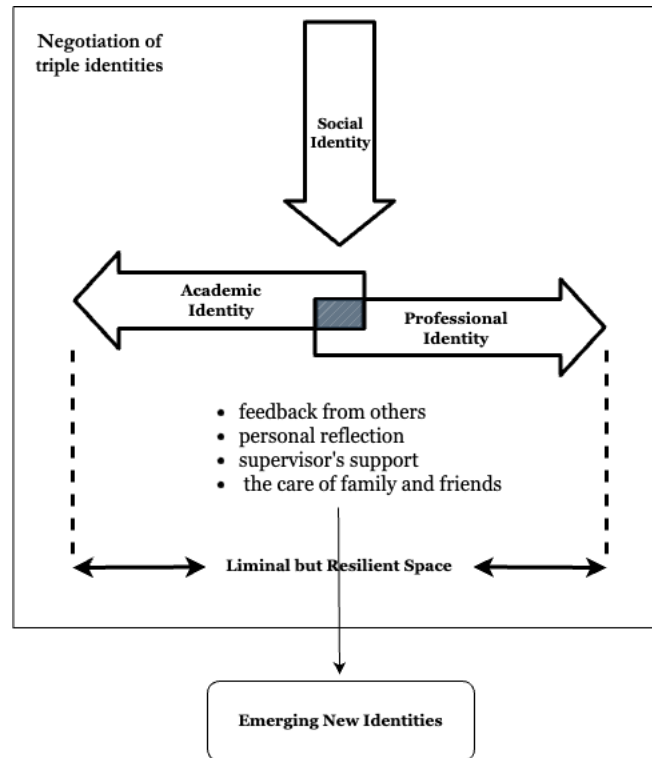 Negotiation of
triple identities
Social
Identity
Academic
Identity
Professional
Identity
• feedback from others
• personal reflection
• supervisor's support
• the care of family and friends
Liminal but Resilient Space
Emerging New Identities